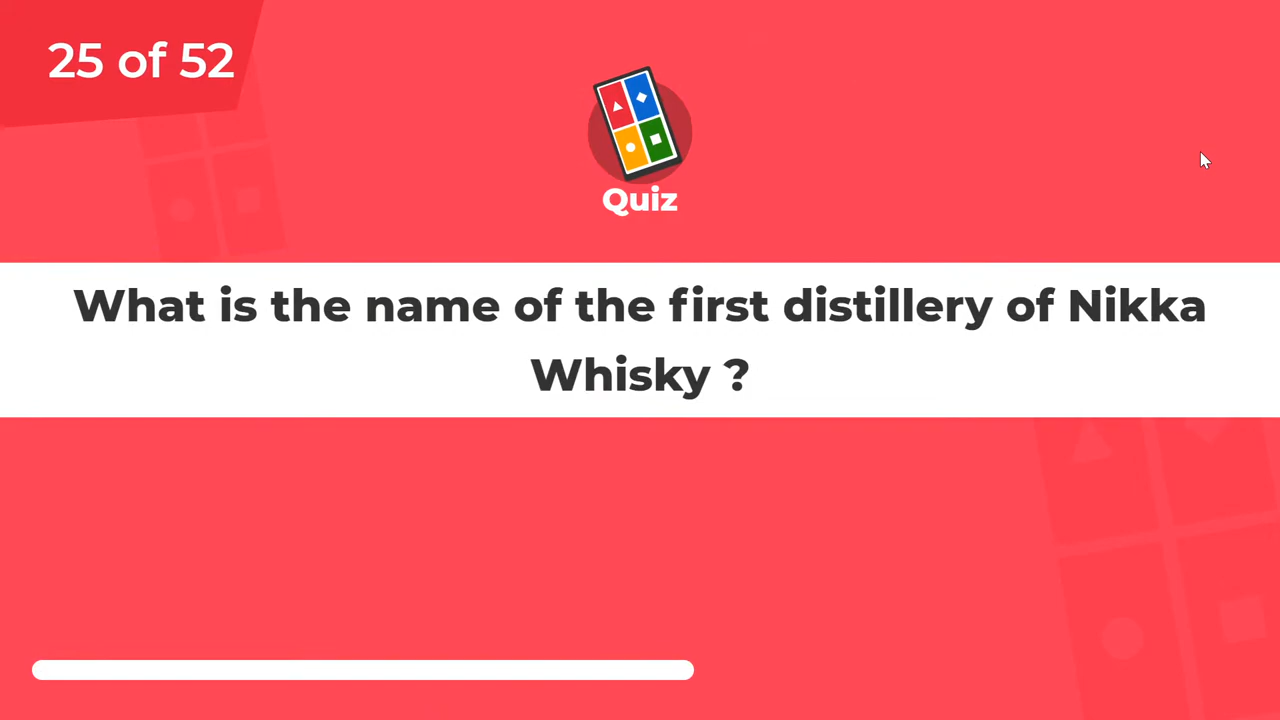 25 of 52
Quiz
What is the name of the first distillery of Nikka
Whisky ?